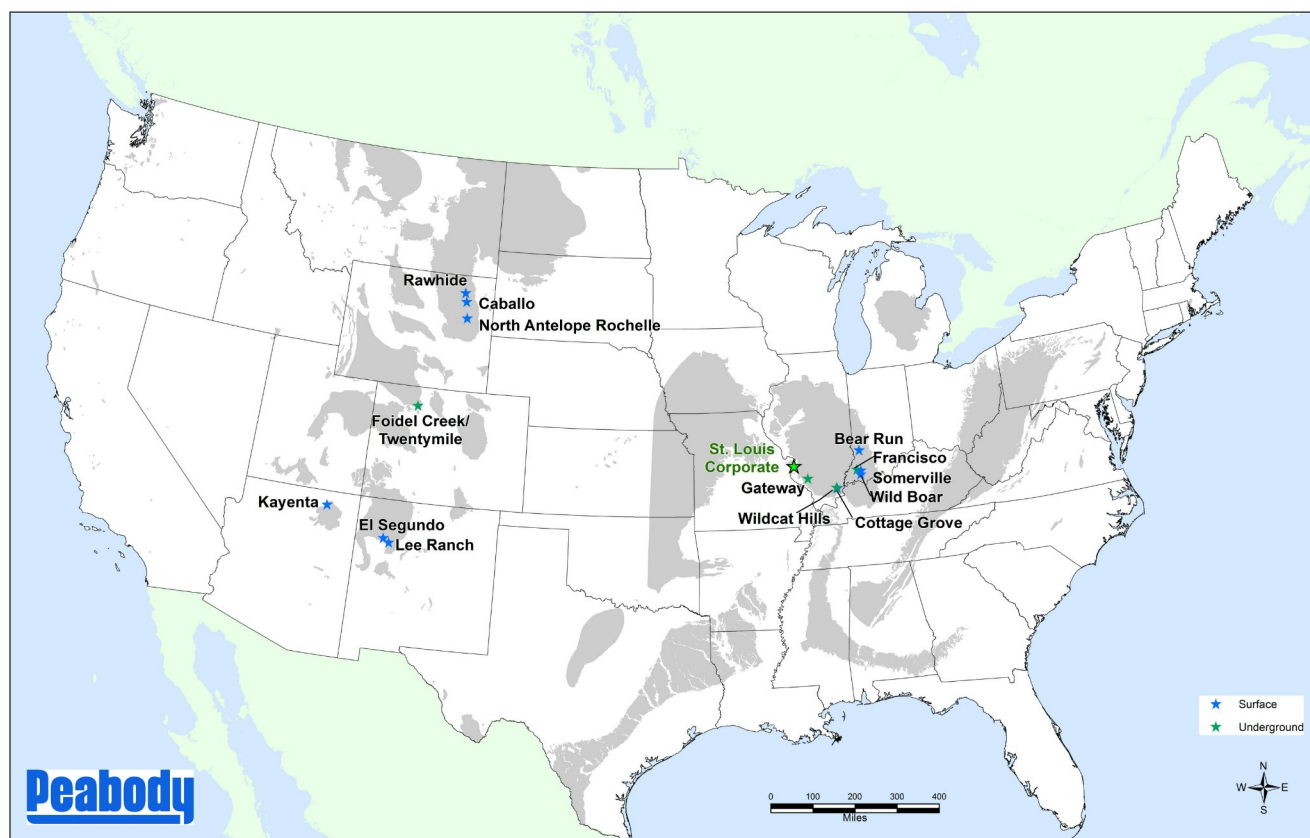 Rawhide
Caballo
North Antelope Rochelle
Foidel Creek/
Twentymile
Bear Run
St. Louis
Corporate
Francisco
Somerville
Gateway
Wild Boar
Kayenta
Wildcat Hills
Cottage Grove
El Segundo
Lee Ranch
Surface
Underground
Peabody
0 100 200 300 400
Miles
N
W E
S